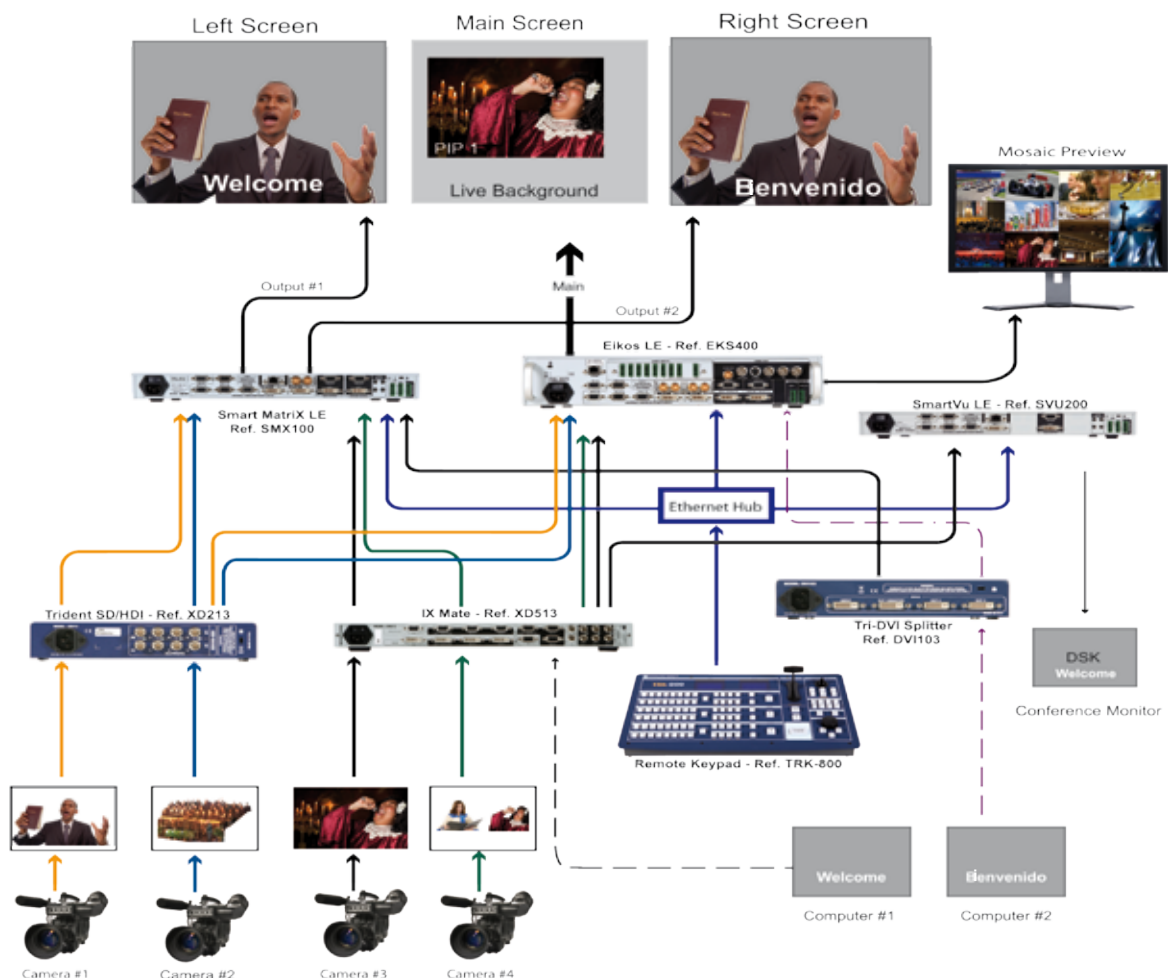 Left Screen
Main Screen
Right Screen
Welcome
PIP 1
Live Background
Bienvenido
Mosaic Preview
Output #1
Main
Output #2
Eikos LE - Ref. EKS400
Smart MatriX LE
Ref. SMX100
SmartVu LE - Ref. SVU200
Ethernet Hub
Trident SD/HDI - Ref. XD213
IX Mate - Ref. XD513
Tri-DVI Splitter
Ref. DVI103
DSK
Welcome
Conference Monitor
Remote Keypad - Ref. TRK-800
Welcome
Bienvenido
Computer #1
Computer #2
Camera #1
Camera #2
Camera #3
Camera #4